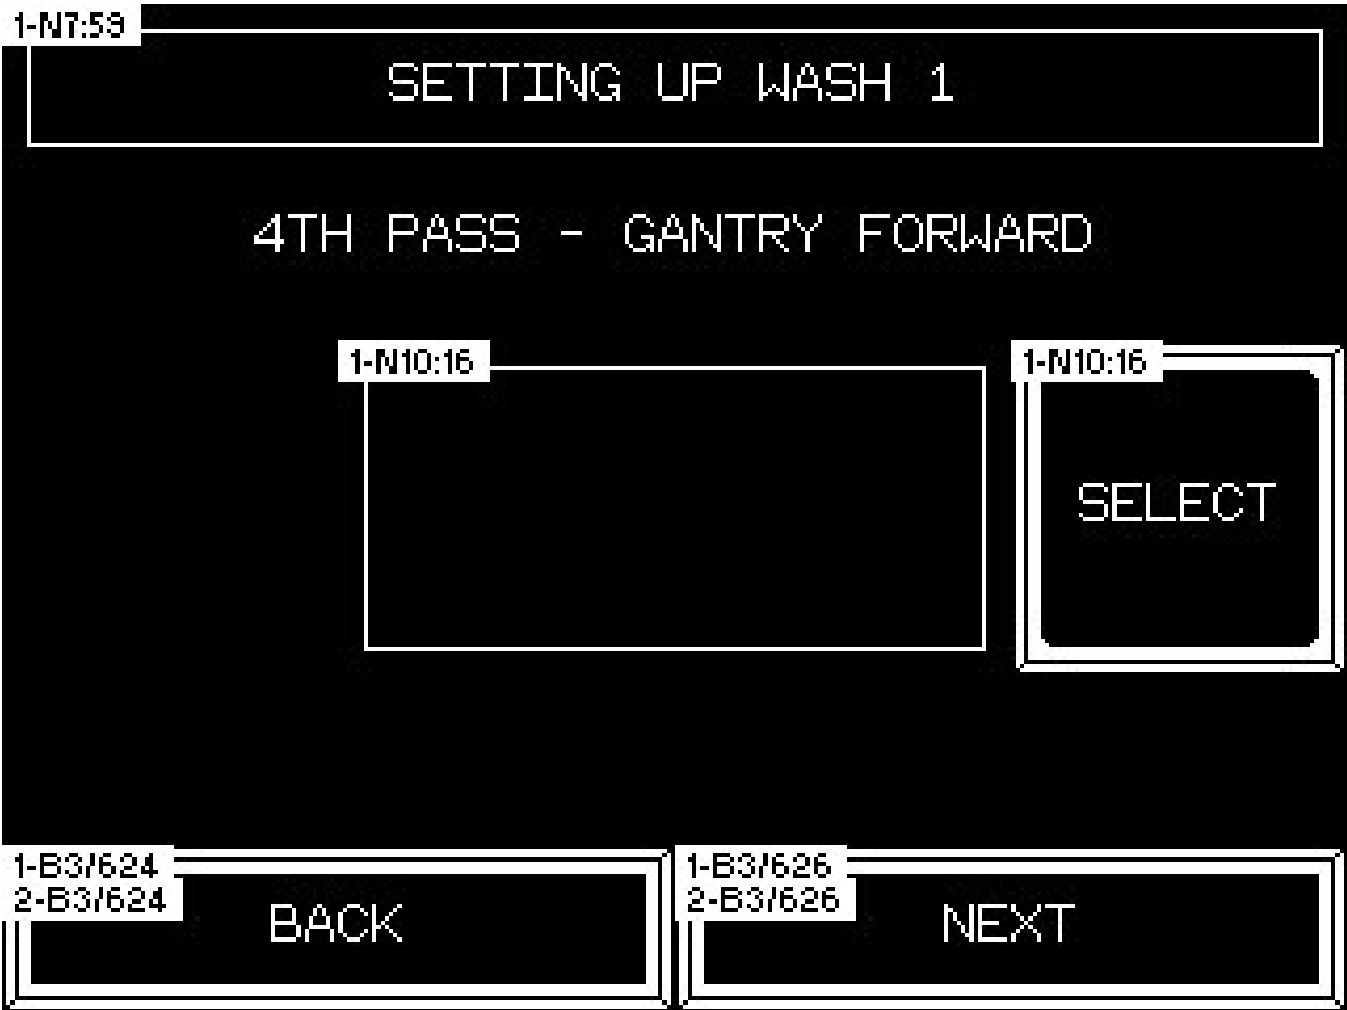 1-N7:59
SETTING UP WASH 1
4TH PASS - GANTRY FORWARD
1-N10:16
1-N10:16
SELECT
1-B3/624
2-B3/624
BACK
1-B3/626
2-B3/626
NEXT